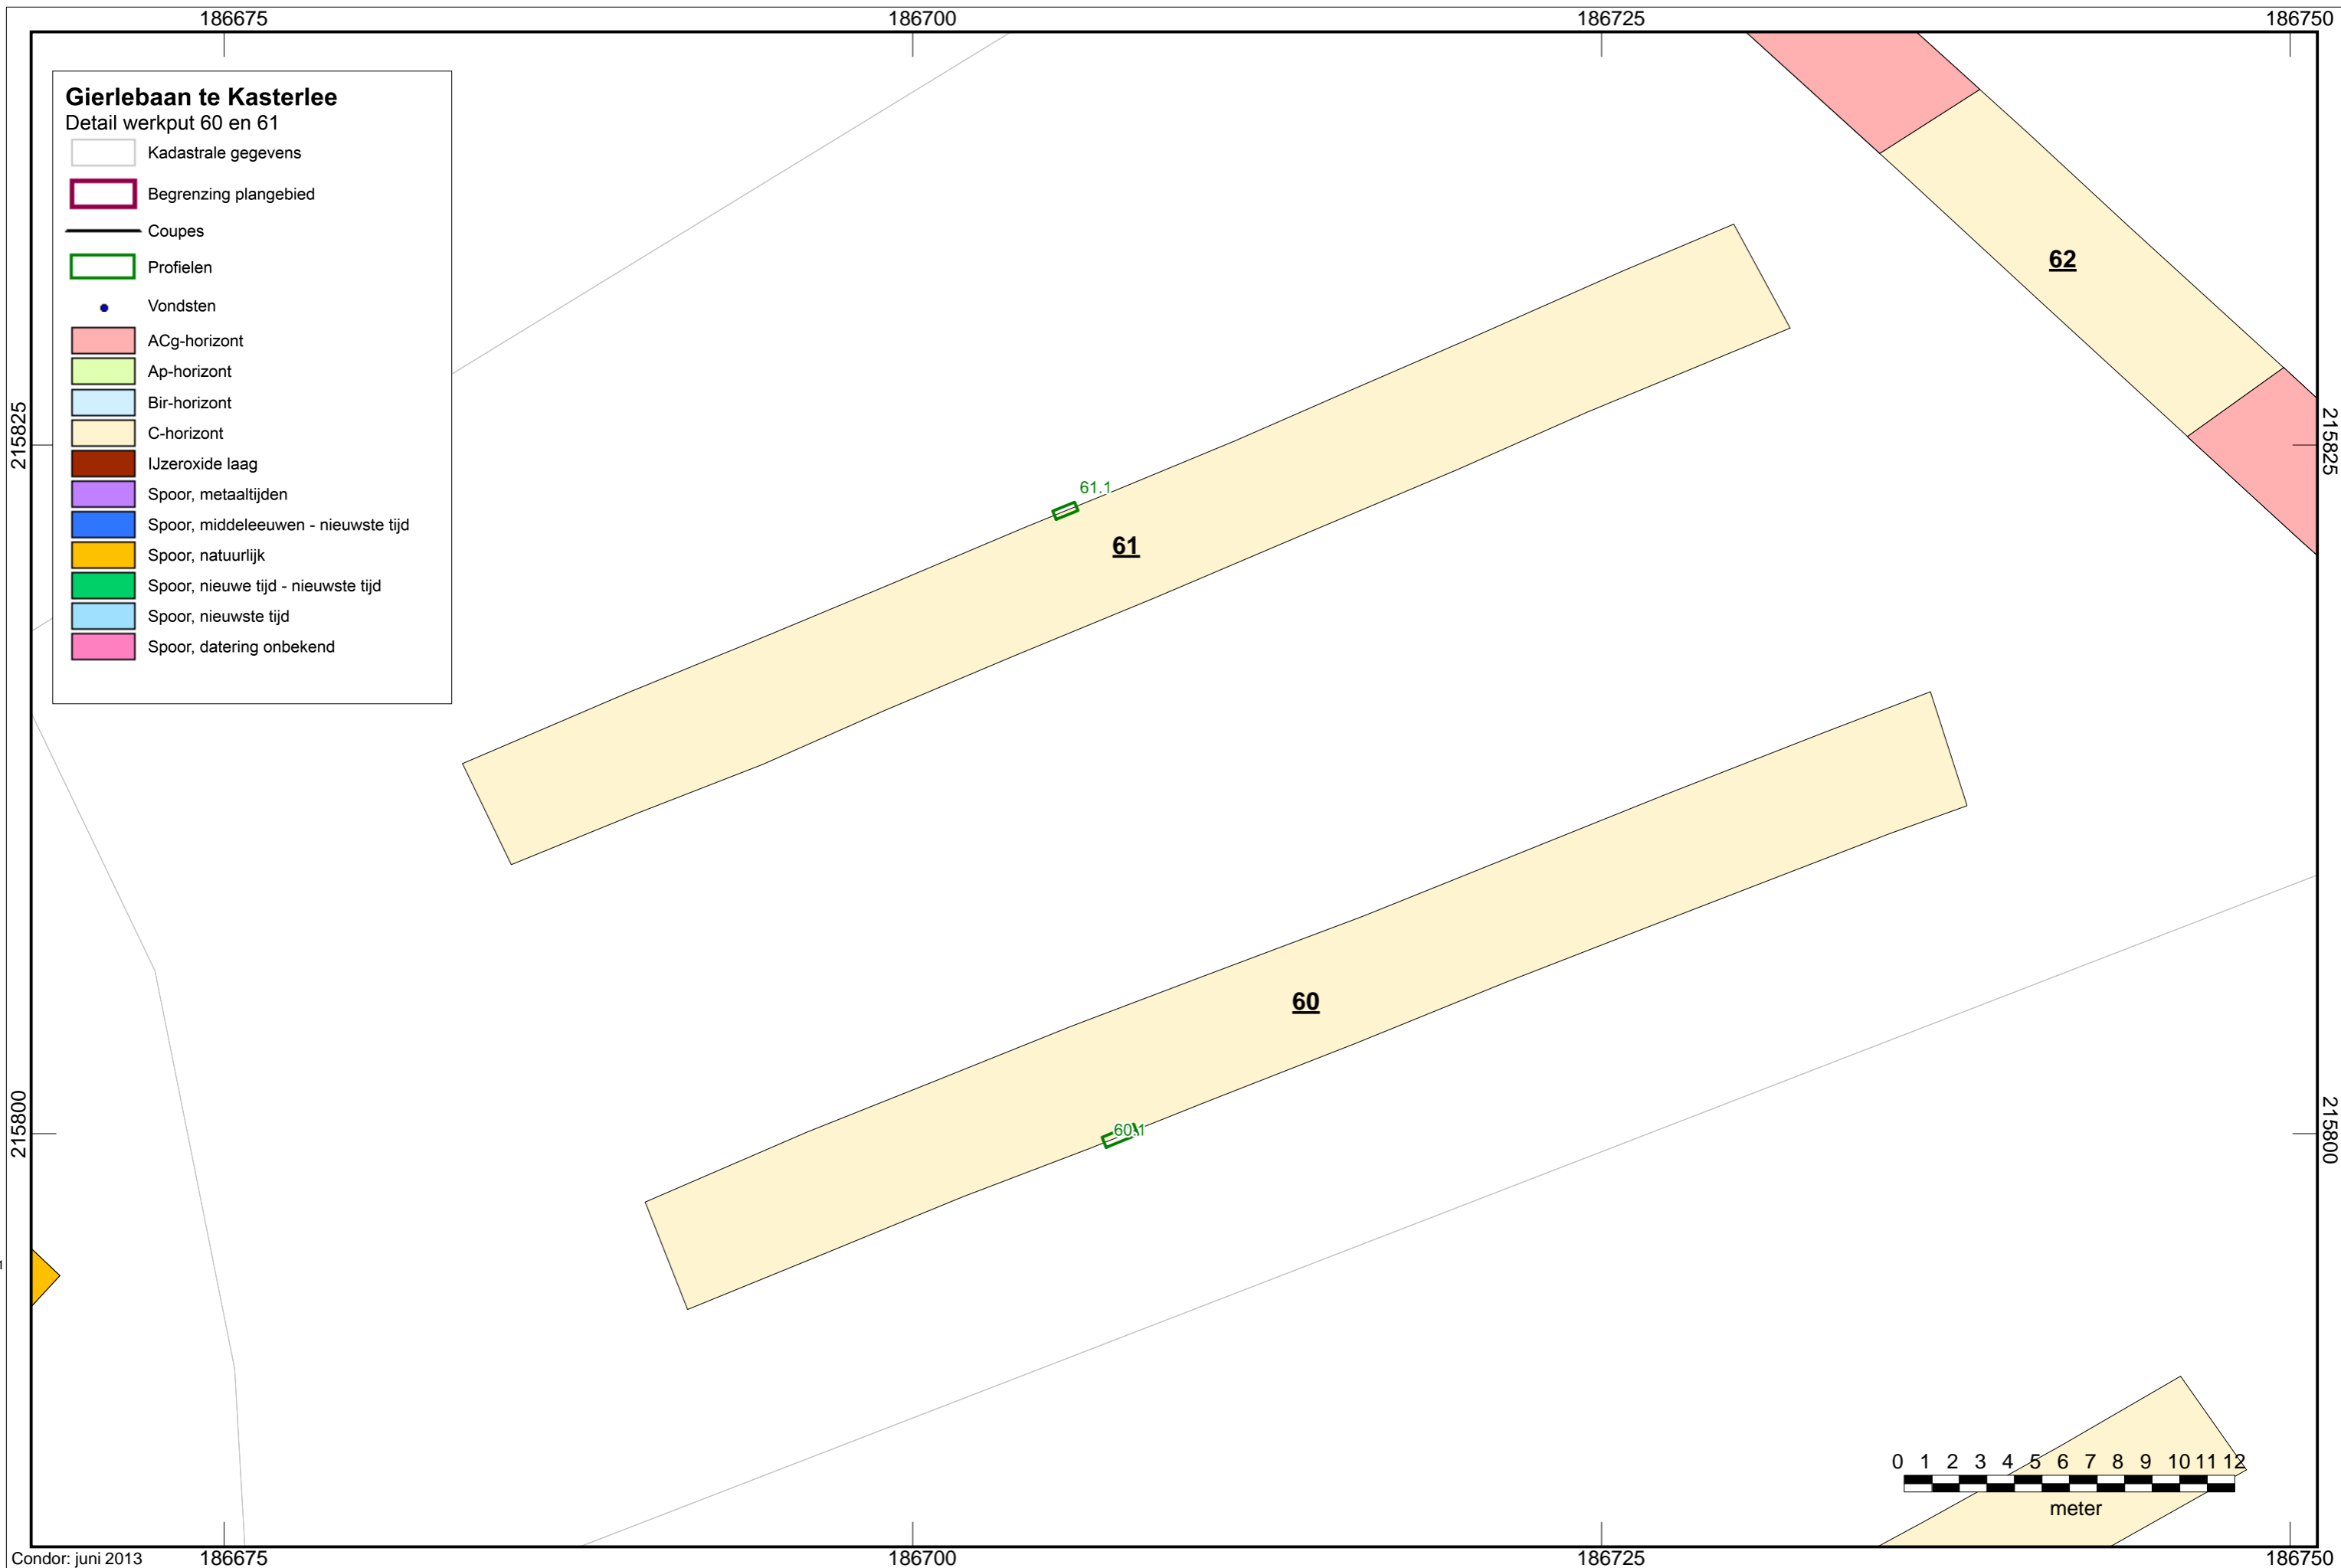 186675 186700 186725 186750
Gierlebaan te Kasterlee
Detail werkput 60 en 61
Kadastrale gegevens
Begrenzing plangebied
Coupes
Profielen
Vondsten
ACg-horizont
Ap-horizont
Bir-horizont
C-horizont
IJzeroxide laag
Spoor, metaaltijden
Spoor, middeleeuwen - nieuwste tijd
Spoor, natuurlijk
Spoor, nieuwe tijd - nieuwste tijd
Spoor, nieuwste tijd
Spoor, datering onbekend
62
215825 215825
61.1
61
60
215800 215800
60.1
0 1 2 3 4 5 6 7 8 9 10 11 12
meter
Condor: juni 2013
186675 186700 186725 186750